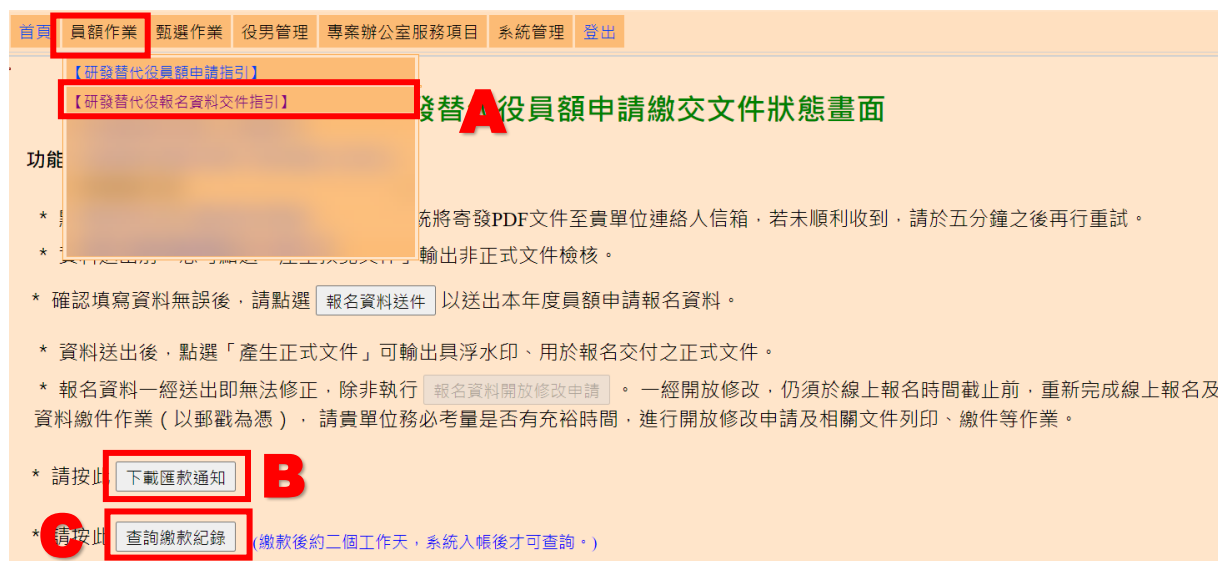 首頁 員額作業 甄選作業 役男管理 專案辦公室服務項目 系統管理 登出
【研發替代役員額申請指引】
【研發替代役報名資料交件指引】
A
役員額申請繳交文件狀態畫面
功能
* 統將寄發PDF文件至貴單位連絡人信箱，若未順利收到，請於五分鐘之後再行重試。
* 輸出非正式文件檢核。
* 確認填寫資料無誤後，請點選 報名資料送件 以送出本年度員額申請報名資料。
* 資料送出後，點選「產生正式文件」可輸出具浮水印、用於報名交付之正式文件。
* 報名資料一經送出即無法修正，除非執行 報名資料開放修改申請 。一經開放修改，仍須於線上報名時間截止前，重新完成線上報名及
資料繳件作業（以郵戳為憑），請貴單位務必考量是否有充裕時間，進行開放修改申請及相關文件列印、繳件等作業。
* 請按此 下載匯款通知 B
* 請按此 查詢繳款紀錄 (繳款後約二個工作天，系統入帳後才可查詢。)
C